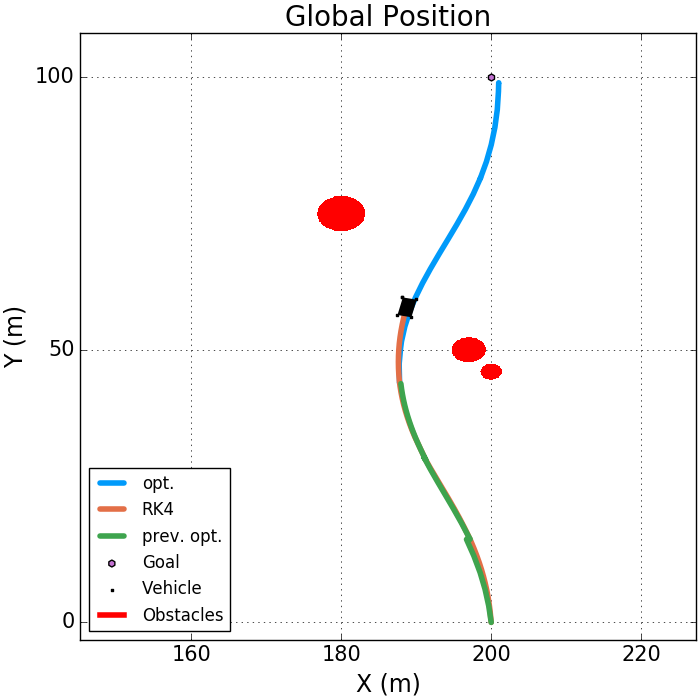 Global Position
100
50
0
Y (m)
opt.
RK4
prev. opt.
Goal
Vehicle
Obstacles
160
180
200
220
X (m)